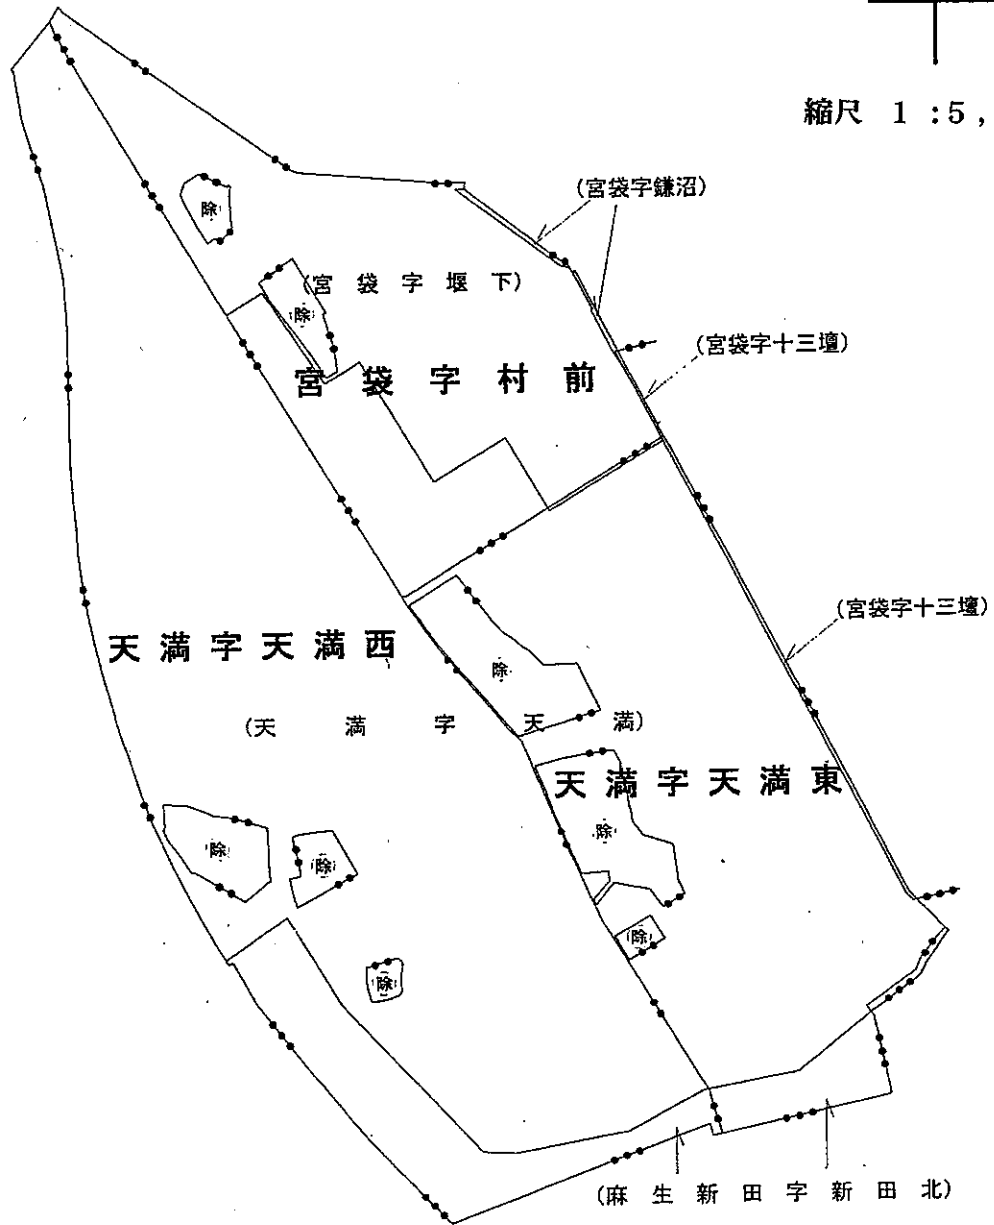 縮尺 1:5,
(宮袋字鎌沼)
除
(宮袋字堰下)
除
(宮袋字十三壇)
宮袋字村前
(宮袋字十三壇)
天満字天満西
除
(天満字天満)
天満字天満東
除
除
除
除
除
(麻生新田字新田北)